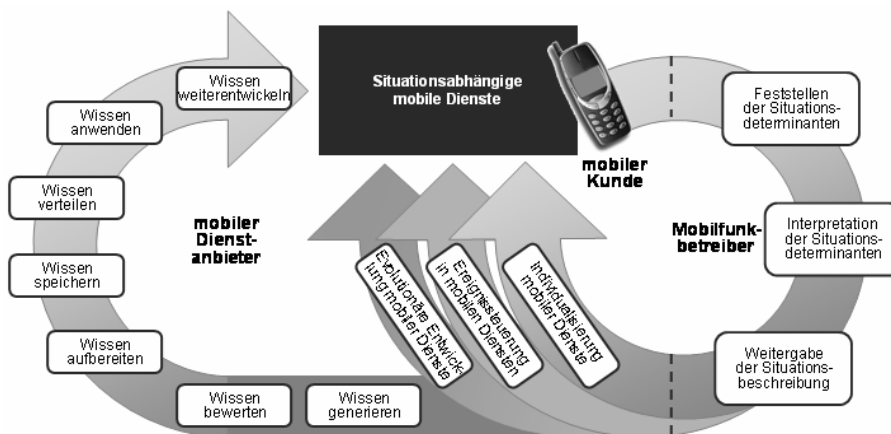 Situationsabhängige
mobile Dienste
mobiler
Kunde
Feststellen
der Situations-
determinanten
Interpretation
der Situations-
determinanten
Weitergabe
der Situations-
beschreibung
Mobilfunk-
betreiber
Individualisierung
mobiler Dienste
Ereignissteuerung
in mobilen Diensten
Evolutionäre Entwick-
lung mobiler Dienste
mobiler
Dienst-
anbieter
Wissen
generieren
Wissen
bewerten
Wissen
aufbereiten
Wissen
speichern
Wissen
verteilen
Wissen
anwenden
Wissen
weiterentwickeln